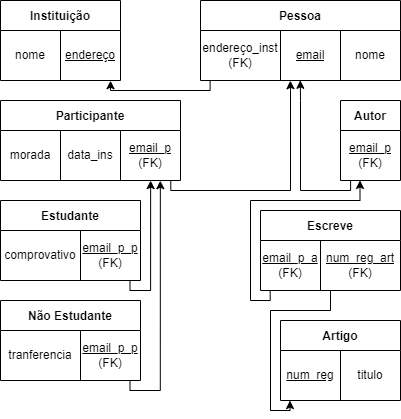 Instituição
nome endereço
Pessoa
endereço_inst email nome
(FK)
Participante
morada data_ins email_p
(FK)
Autor
email_p
(FK)
Estudante
comprovativo email_p_p
(FK)
Escreve
email_p_a num_reg_art
(FK) (FK)
Não Estudante
tranferencia email_p_p
(FK)
Artigo
num_reg titulo